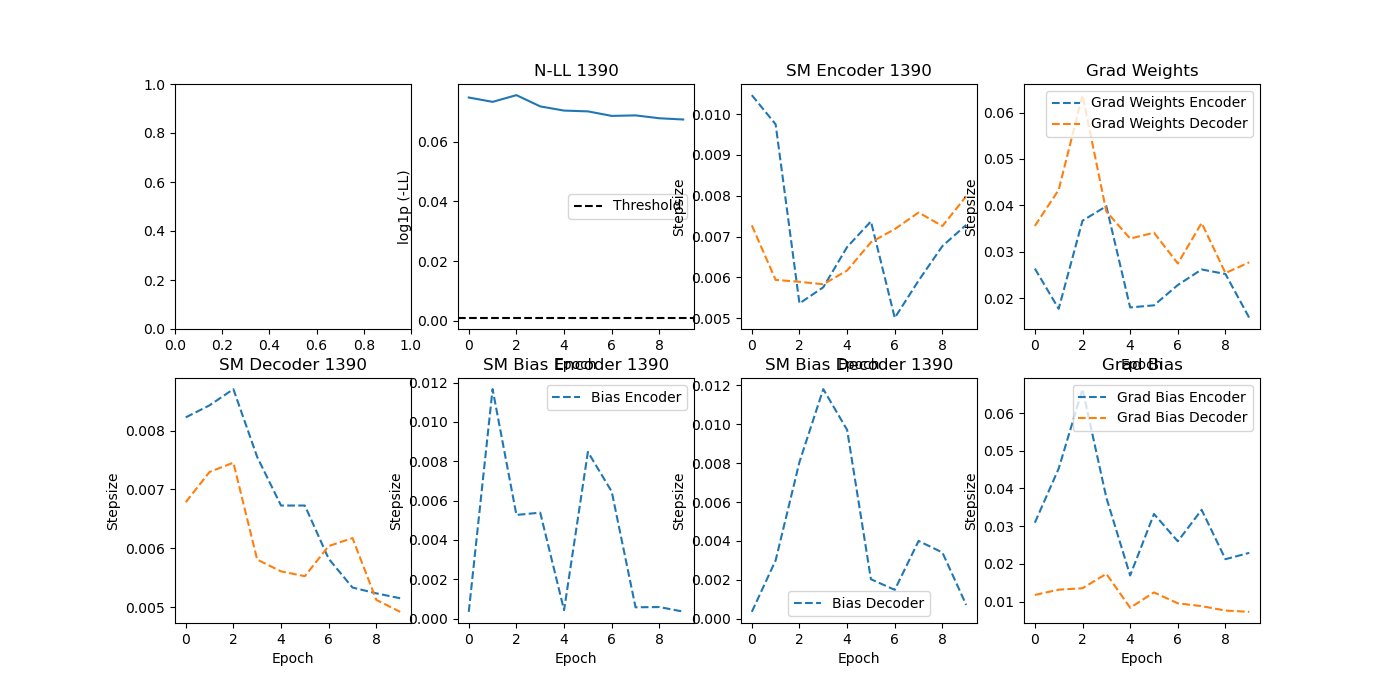 N-LL 1390
SM Encoder 1390
Grad Weights
1.0
0.8
0.6
0.4
0.2
0.0
0.0 0.2 0.4 0.6 0.8 1.0
log1p (-LL)
0.06
0.04
0.02
0.00
0 2 4 6 8
Threshold
Epoch
Stepsize
0.010
0.009
0.008
0.007
0.006
0.005
0 2 4 6 8
Epoch
Stepsize
0.06
0.05
0.04
0.03
0.02
0 2 4 6 8
Grad Weights Encoder
Grad Weights Decoder
Epoch
SM Decoder 1390
SM Bias Encoder 1390
SM Bias Decoder 1390
Grad Bias
Stepsize
0.008
0.007
0.006
0.005
0 2 4 6 8
Epoch
Stepsize
0.012
0.010
0.008
0.006
0.004
0.002
0.000
0 2 4 6 8
Bias Encoder
Epoch
Stepsize
0.012
0.010
0.008
0.006
0.004
0.002
0.000
0 2 4 6 8
Bias Decoder
Epoch
Stepsize
0.06
0.05
0.04
0.03
0.02
0.01
0 2 4 6 8
Grad Bias Encoder
Grad Bias Decoder
Epoch